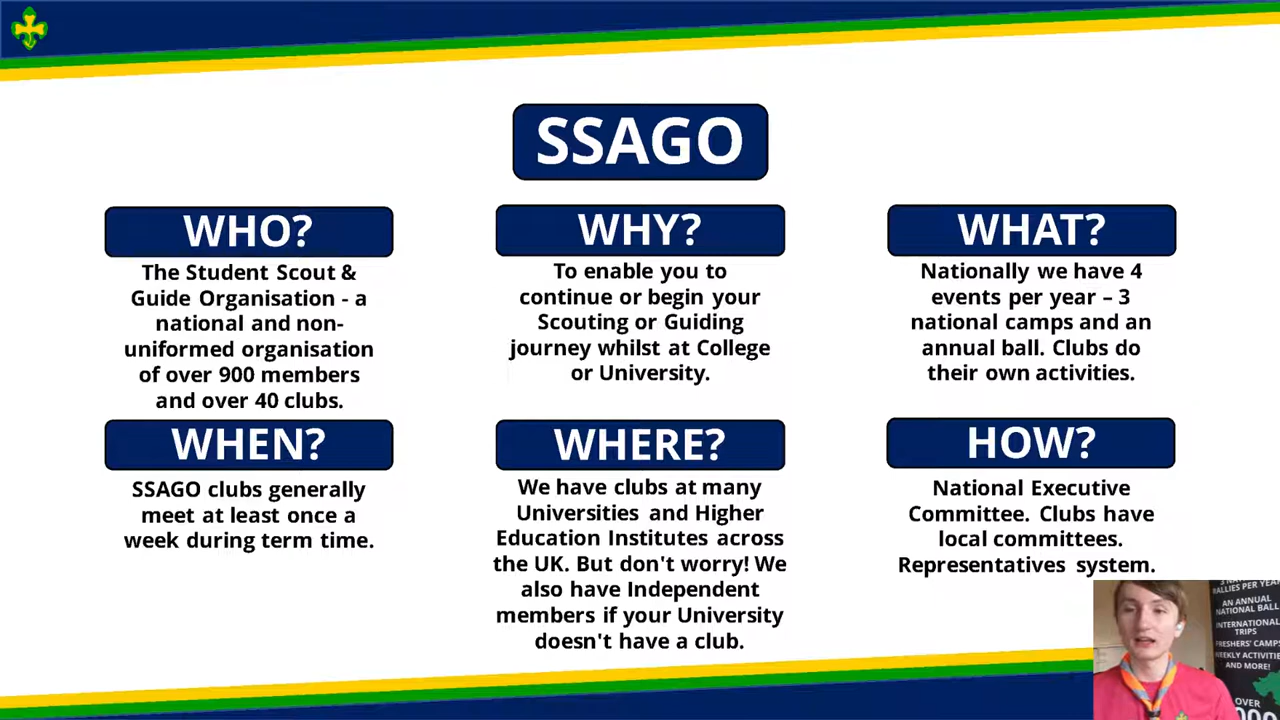 SSAGO
WHO?
The Student Scout &
Guide Organisation - a
national and non-
uniformed organisation
of over 900 members
and over 40 clubs.
WHY?
To enable you to
continue or begin your
Scouting or Guiding
journey whilst at College
or University.
WHAT?
Nationally we have 4
events per year – 3
national camps and an
annual ball. Clubs do
their own activities.
WHEN?
SSAGO clubs generally
meet at least once a
week during term time.
WHERE?
We have clubs at many
Universities and Higher
Education Institutes across
the UK. But don't worry! We
also have Independent
members if your University
doesn't have a club.
HOW?
National Executive
Committee. Clubs have
local committees.
Representatives system.
RALLIES PER YEAR
AN ANNUAL
NATIONAL BALL
INTERNATIONAL
TRIPS
FRESHERS' CAMPS
WEEKLY ACTIVITIES
AND MORE!
OVER